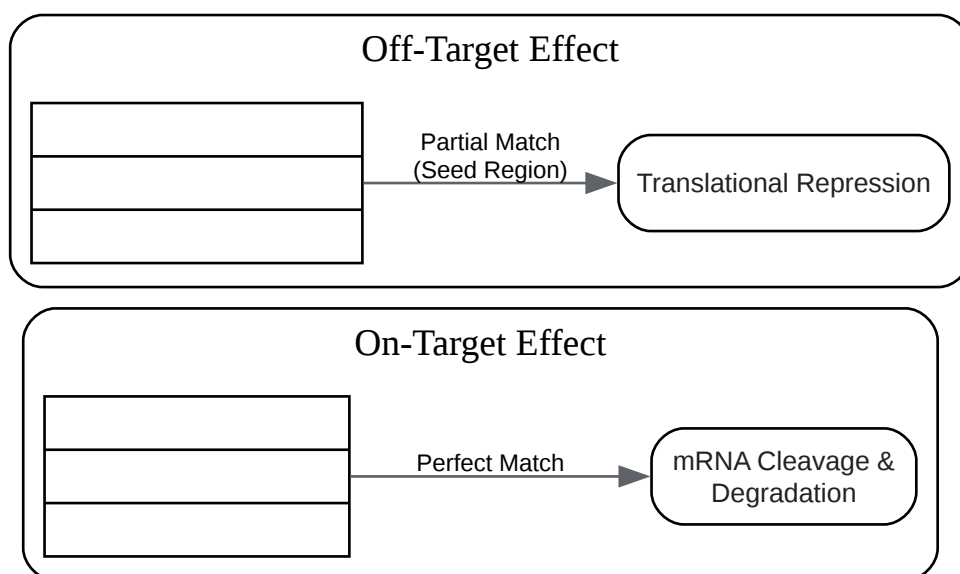 Off-Target Effect
Partial Match
(Seed Region)
Translational Repression
On-Target Effect
Perfect Match
mRNA Cleavage &
Degradation